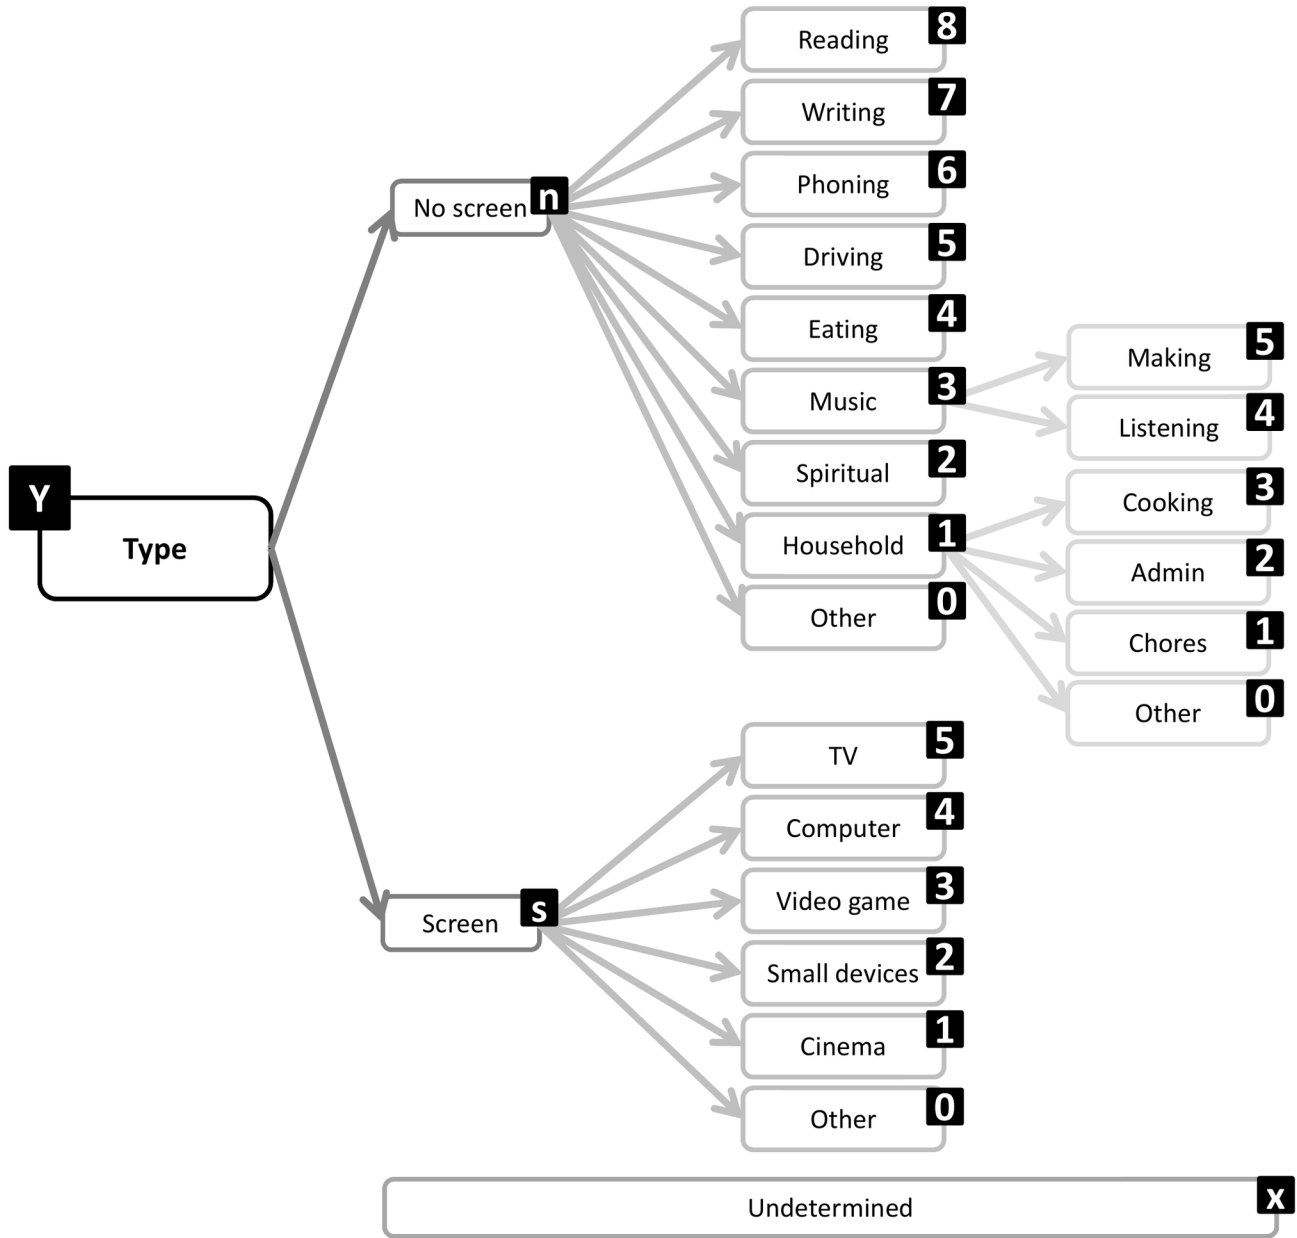 Y
Type
No screen
n
Reading
8
Writing
7
Phoning
6
Driving
5
Eating
4
Music
3
Making
5
Listening
4
Spiritual
2
Household
1
Cooking
3
Admin
2
Chores
1
Other
0
Other
0
Screen
s
TV
5
Computer
4
Video game
3
Small devices
2
Cinema
1
Other
0
Undetermined
x